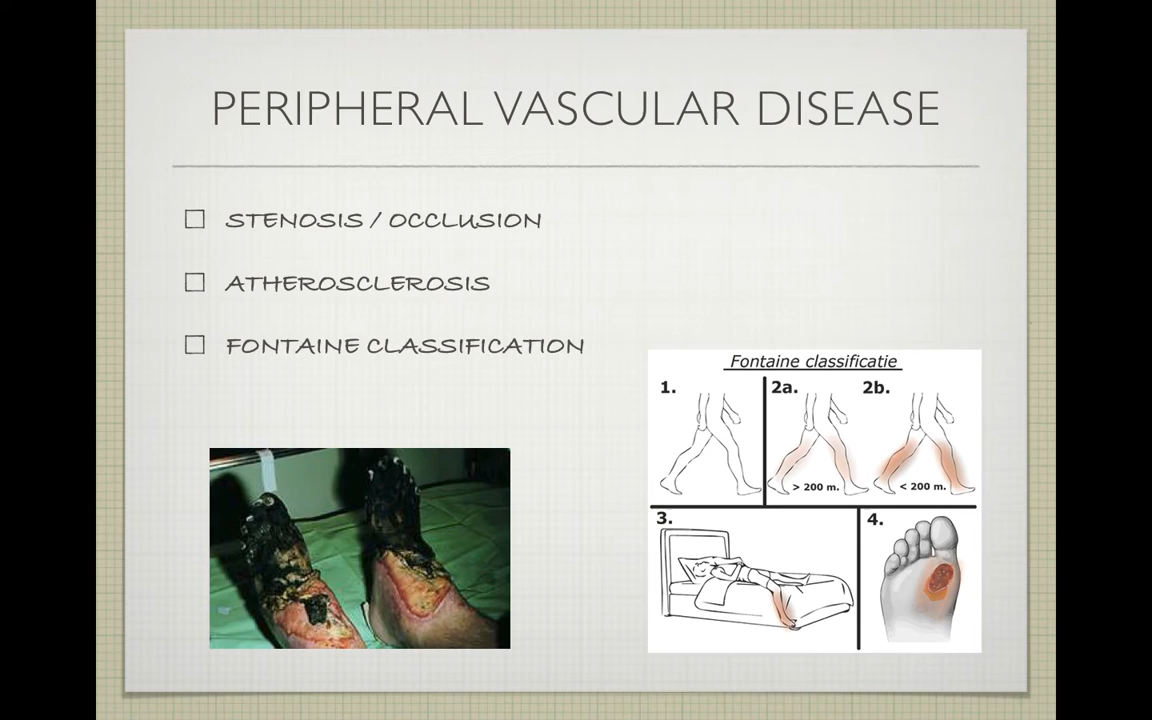 PERIPHERAL VASCULAR DISEASE
STENOSIS / OCCLUSION
ATHEROSCLEROSIS
FONTAINE CLASSIFICATION
Fontaine classificatie
1.
2a.
2b.
> 200 m.
< 200 m.
3.
4.